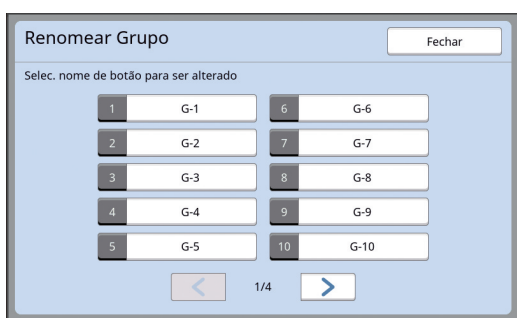 Renomear Grupo
Fechar
Selec. nome de botão para ser alterado
1 G-1
6 G-6
2 G-2
7 G-7
3 G-3
8 G-8
4 G-4
9 G-9
5 G-5
10 G-10
1/4